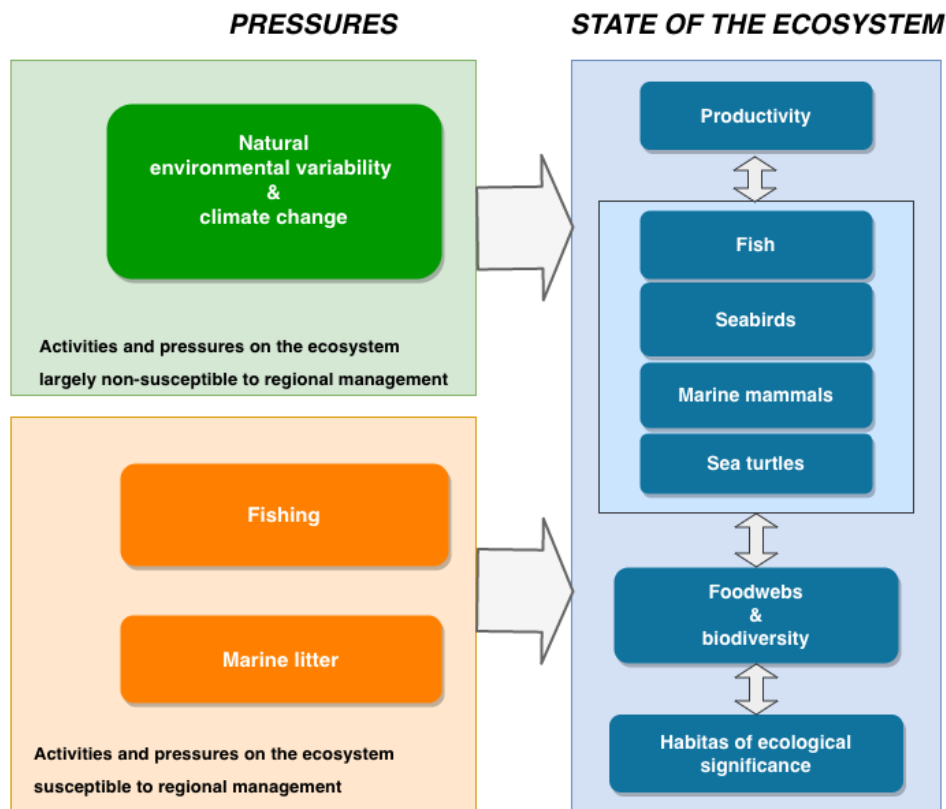 PRESSURES
STATE OF THE ECOSYSTEM
Natural
environmental variability
&
climate change
Activities and pressures on the ecosystem
largely non-susceptible to regional management
Fishing
Marine litter
Activities and pressures on the ecosystem
susceptible to regional management
Productivity
Fish
Seabirds
Marine mammals
Sea turtles
Foodwebs
&
biodiversity
Habitas of ecological
significance